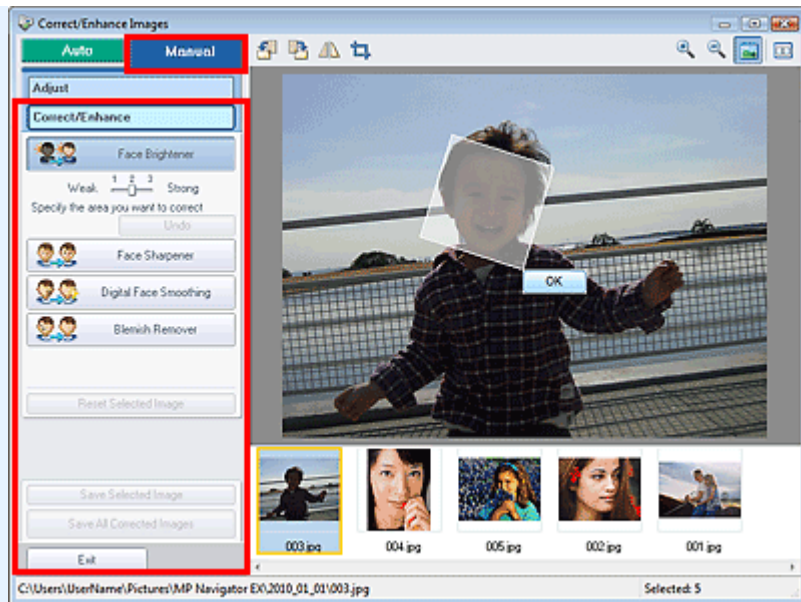 Correct/Enhance Images
Auto Manual
Adjust
Correct/Enhance
Face Brightener
1 2 3
Weak Strong
Specify the area you want to correct
Undo
Face Sharpener
Digital Face Smoothing
Blemish Remover
Reset Selected Image
Save Selected Image
Save All Corrected Images
Exit
OK
003.jpg 004.jpg 005.jpg 002.jpg 001.jpg
C:\Users\UserName\Pictures\MP Navigator EX\2010_01_01\003.jpg Selected: 5